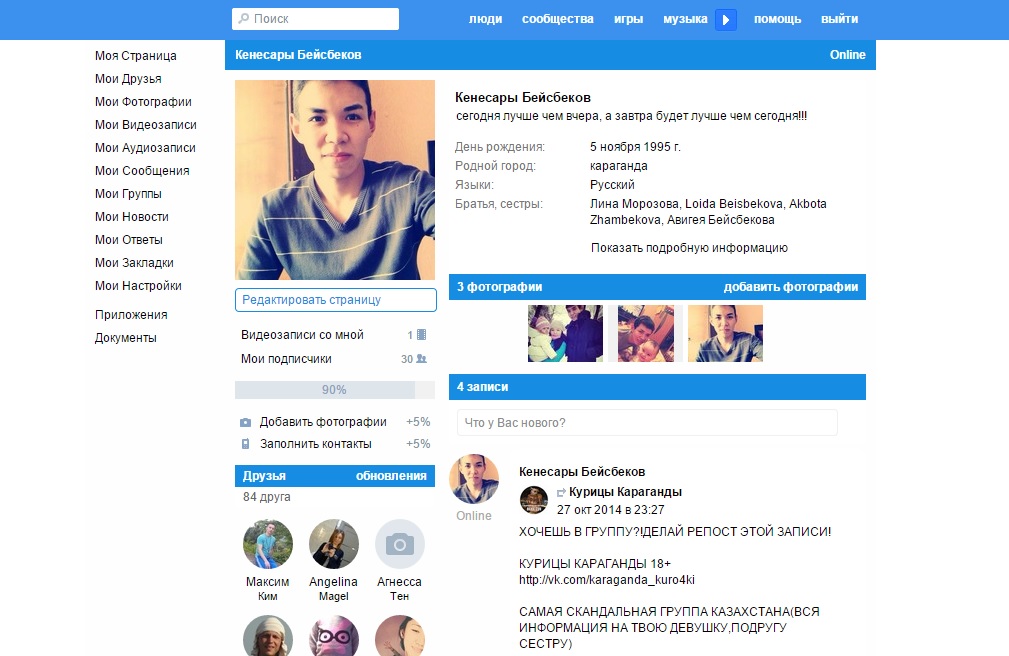 Поиск
люди сообщества игры музыка помощь выйти
Моя Страница
Мои Друзья
Мои Фотографии
Мои Видеозаписи
Мои Аудиозаписи
Мои Сообщения
Мои Группы
Мои Новости
Мои Ответы
Мои Закладки
Мои Настройки
Приложения
Документы
Кенесары Бейсбеков Online
Редактировать страницу
Видеозаписи со мной 1
Мои подписчики 30
90%
Добавить фотографии +5%
Заполнить контакты +5%
Друзья обновления
84 друга
Максим
Ким
Angelina
Magel
Агнесса
Тен
Кенесары Бейсбеков
сегодня лучше чем вчера, а завтра будет лучше чем сегодня!!!
День рождения: 5 ноября 1995 г.
Родной город: караганда
Языки: Русский
Братья, сестры: Лина Морозова, Loida Beisbekova, Akbota
Zhambekova, Авигея Бейсбекова
Показать подробную информацию
3 фотографии добавить фотографии
4 записи
Что у Вас нового?
Кенесары Бейсбеков
Курицы Караганды
27 окт 2014 в 23:27
Online
ХОЧЕШЬ В ГРУППУ?!ДЕЛАЙ РЕПОСТ ЭТОЙ ЗАПИСИ!
КУРИЦЫ КАРАГАНДЫ 18+
http://vk.com/karaganda_kuro4ki
САМАЯ СКАНДАЛЬНАЯ ГРУППА КАЗАХСТАНА(ВСЯ
ИНФОРМАЦИЯ НА ТВОЮ ДЕВУШКУ,ПОДРУГУ
СЕСТРУ)